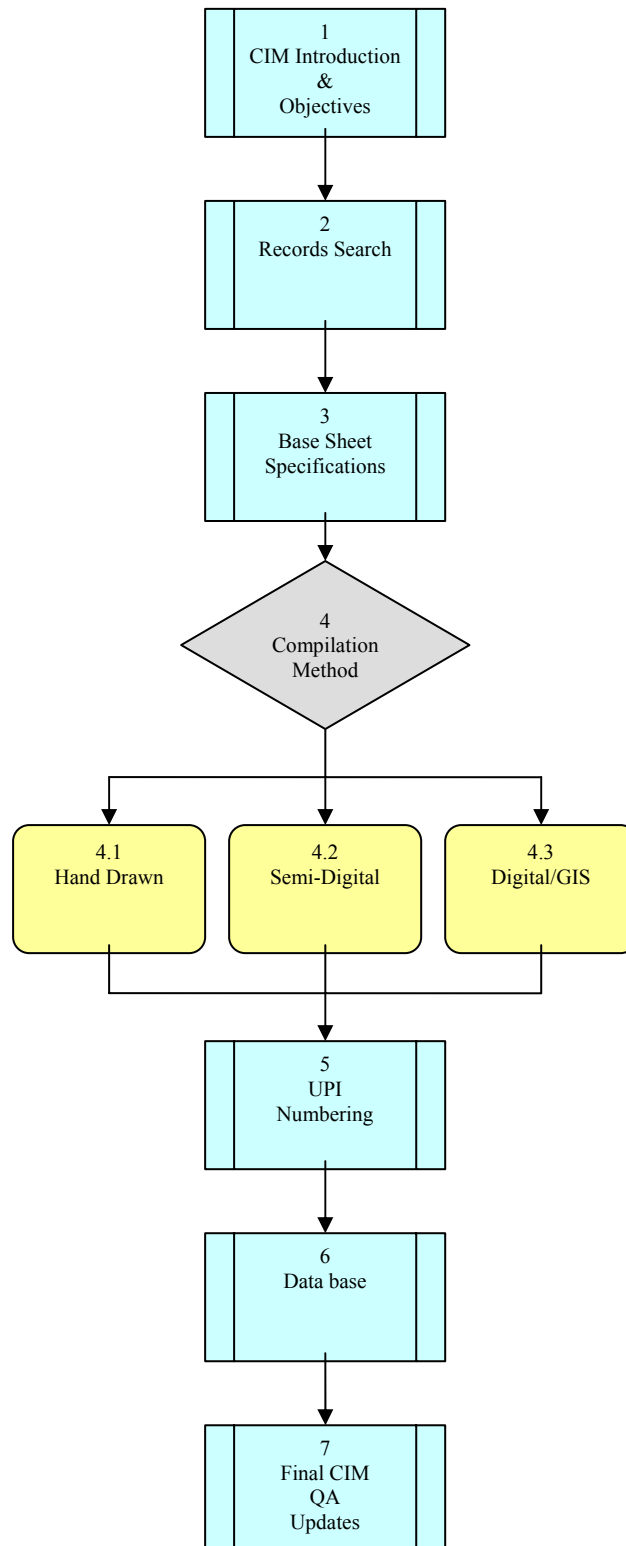 1
CIM Introduction
&
Objectives
2
Records Search
3
Base Sheet
Specifications
4
Compilation
Method
4.1
Hand Drawn
4.2
Semi-Digital
4.3
Digital/GIS
5
UPI
Numbering
6
Data base
7
Final CIM
QA
Updates